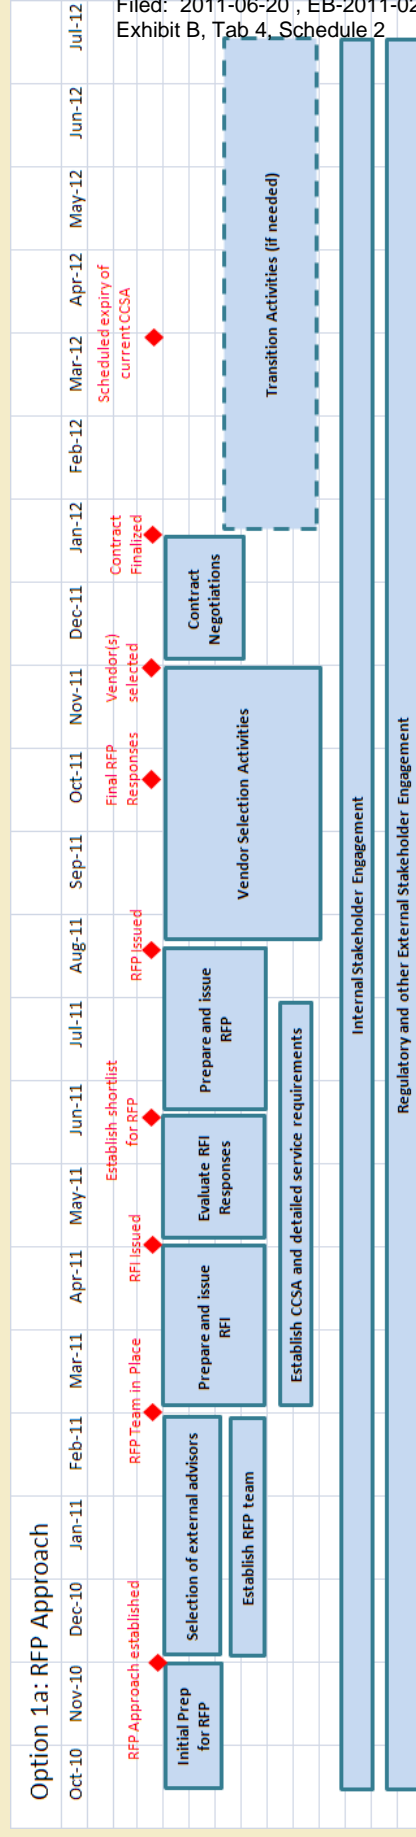 Filed: 2011-06-20 , EB-2011-02
Exhibit B, Tab 4, Schedule 2
Option 1a: RFP Approach
Oct-10 Nov-10 Dec-10 Jan-11 Feb-11 Mar-11 Apr-11 May-11 Jun-11 Jul-11 Aug-11 Sep-11 Oct-11 Nov-11 Dec-11 Jan-12 Feb-12 Mar-12 Apr-12 May-12 Jun-12 Jul-12
RFP Approach established
RFP Team in Place
RFI Issued
Establish shortlist
for RFP
RFP Issued
Final RFP
Responses
Vendor(s)
selected
Contract
Finalized
Scheduled expiry of
current CCSA
Initial Prep
for RFP
Selection of external advisors
Establish RFP team
Prepare and issue
RFI
Evaluate RFI
Responses
Prepare and issue
RFP
Establish CCSA and detailed service requirements
Vendor Selection Activities
Contract
Negotiations
Transition Activities (if needed)
Internal Stakeholder Engagement
Regulatory and other External Stakeholder Engagement